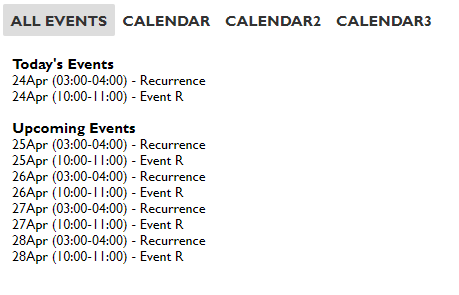 ALL EVENTS CALENDAR CALENDAR2 CALENDAR3
Today's Events
24Apr (03:00-04:00) - Recurrence
24Apr (10:00-11:00) - Event R
Upcoming Events
25Apr (03:00-04:00) - Recurrence
25Apr (10:00-11:00) - Event R
26Apr (03:00-04:00) - Recurrence
26Apr (10:00-11:00) - Event R
27Apr (03:00-04:00) - Recurrence
27Apr (10:00-11:00) - Event R
28Apr (03:00-04:00) - Recurrence
28Apr (10:00-11:00) - Event R